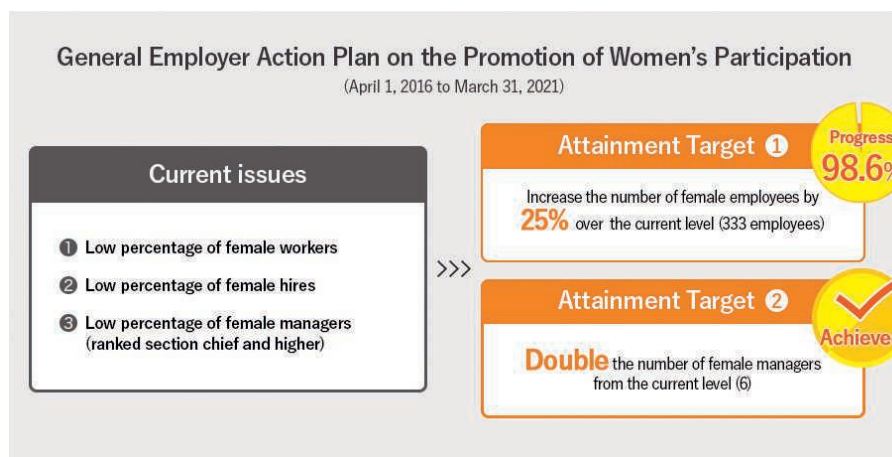 General Employer Action Plan on the Promotion of Women's Participation
(April 1, 2016 to March 31, 2021)
Current issues
❶ Low percentage of female workers
❷ Low percentage of female hires
❸ Low percentage of female managers
(ranked section chief and higher)
>>>
Attainment Target ❶
Progress
98.6%
Increase the number of female employees by
25% over the current level (333 employees)
Attainment Target ❷
Achieve
Double the number of female managers
from the current level (6)